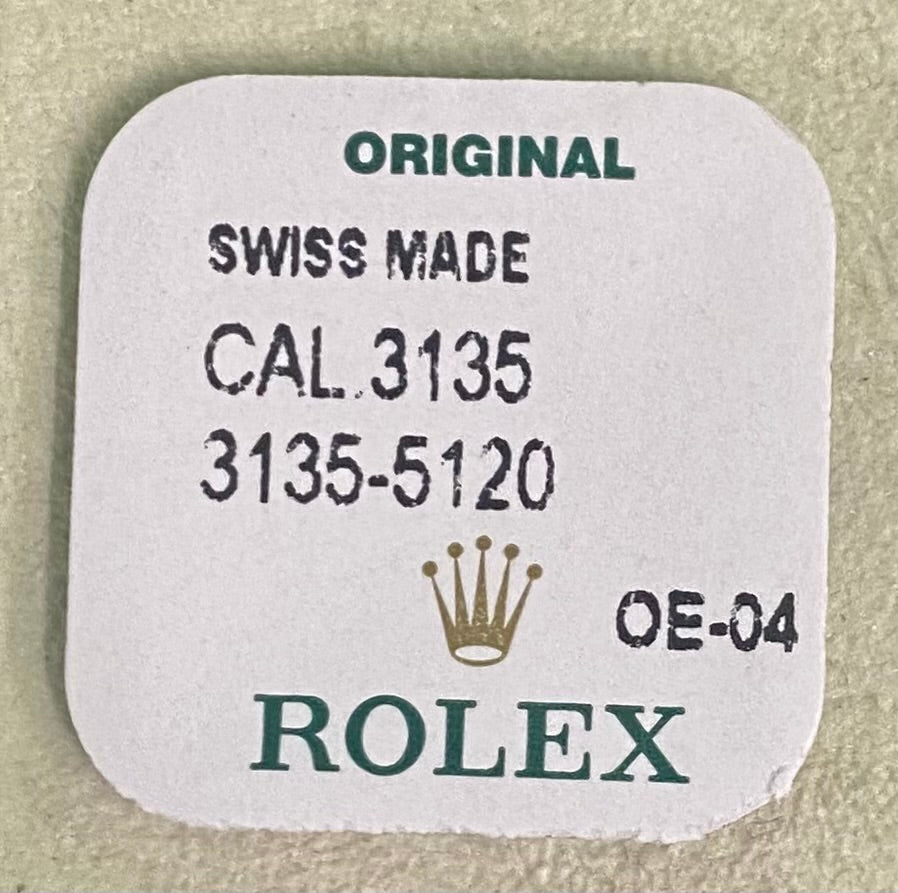 ORIGINAL
SWISS MADE
CAL.3135
3135-5120
OE-04
ROLEX